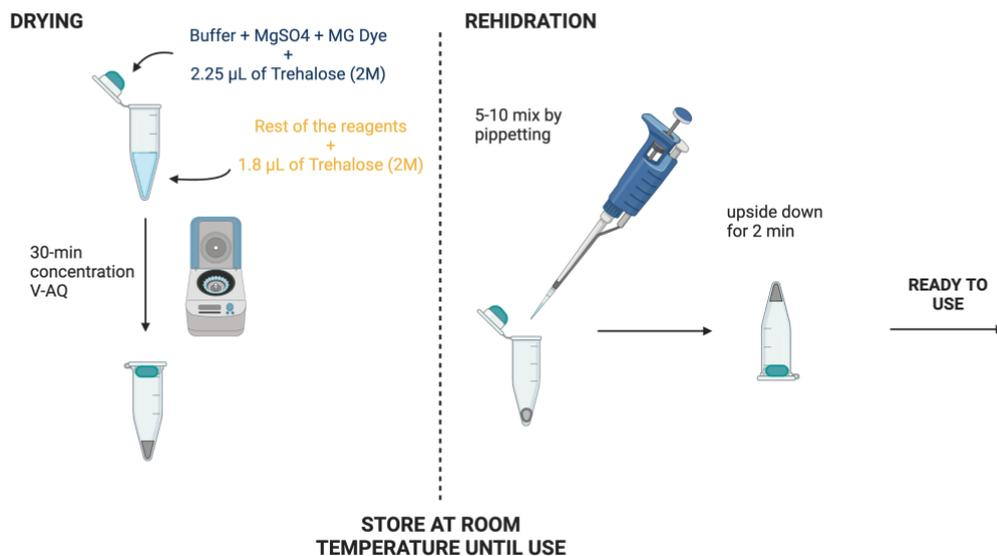 DRYING
Buffer + MgSO4 + MG Dye
+
2.25 µL of Trehalose (2M)
Rest of the reagents
+
1.8 µL of Trehalose (2M)
30-min
concentration
V-AQ
REHIDRATION
5-10 mix by
pippetting
upside down
for 2 min
READY TO
USE
STORE AT ROOM
TEMPERATURE UNTIL USE